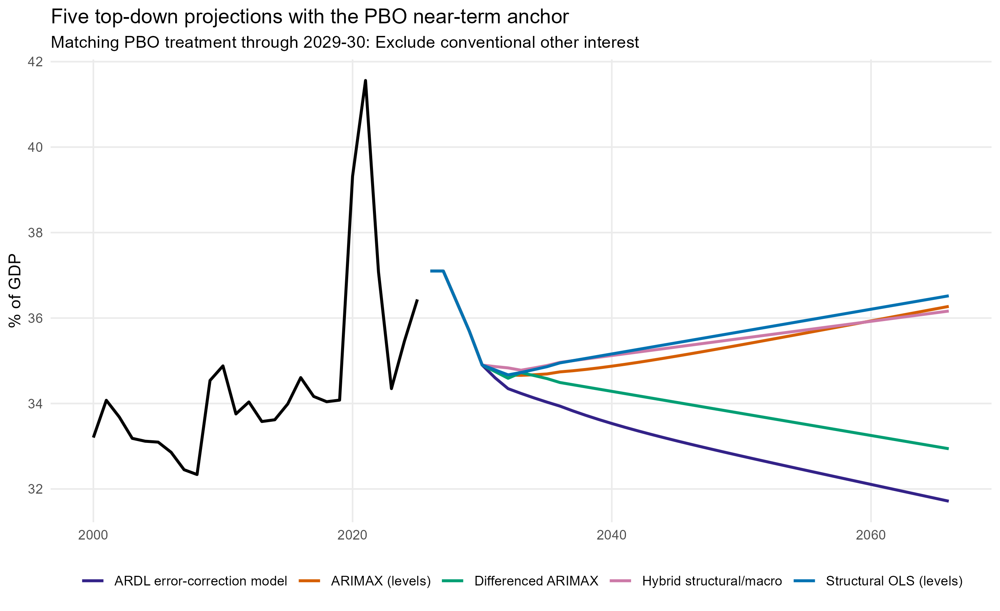 Five top-down projections with the PBO near-term anchor
Matching PBO treatment through 2029-30: Exclude conventional other interest
42
40
38
36
34
32
% of GDP
2000 2020 2040 2060
ARDL error-correction model ARIMAX (levels) Differenced ARIMAX Hybrid structural/macro Structural OLS (levels)